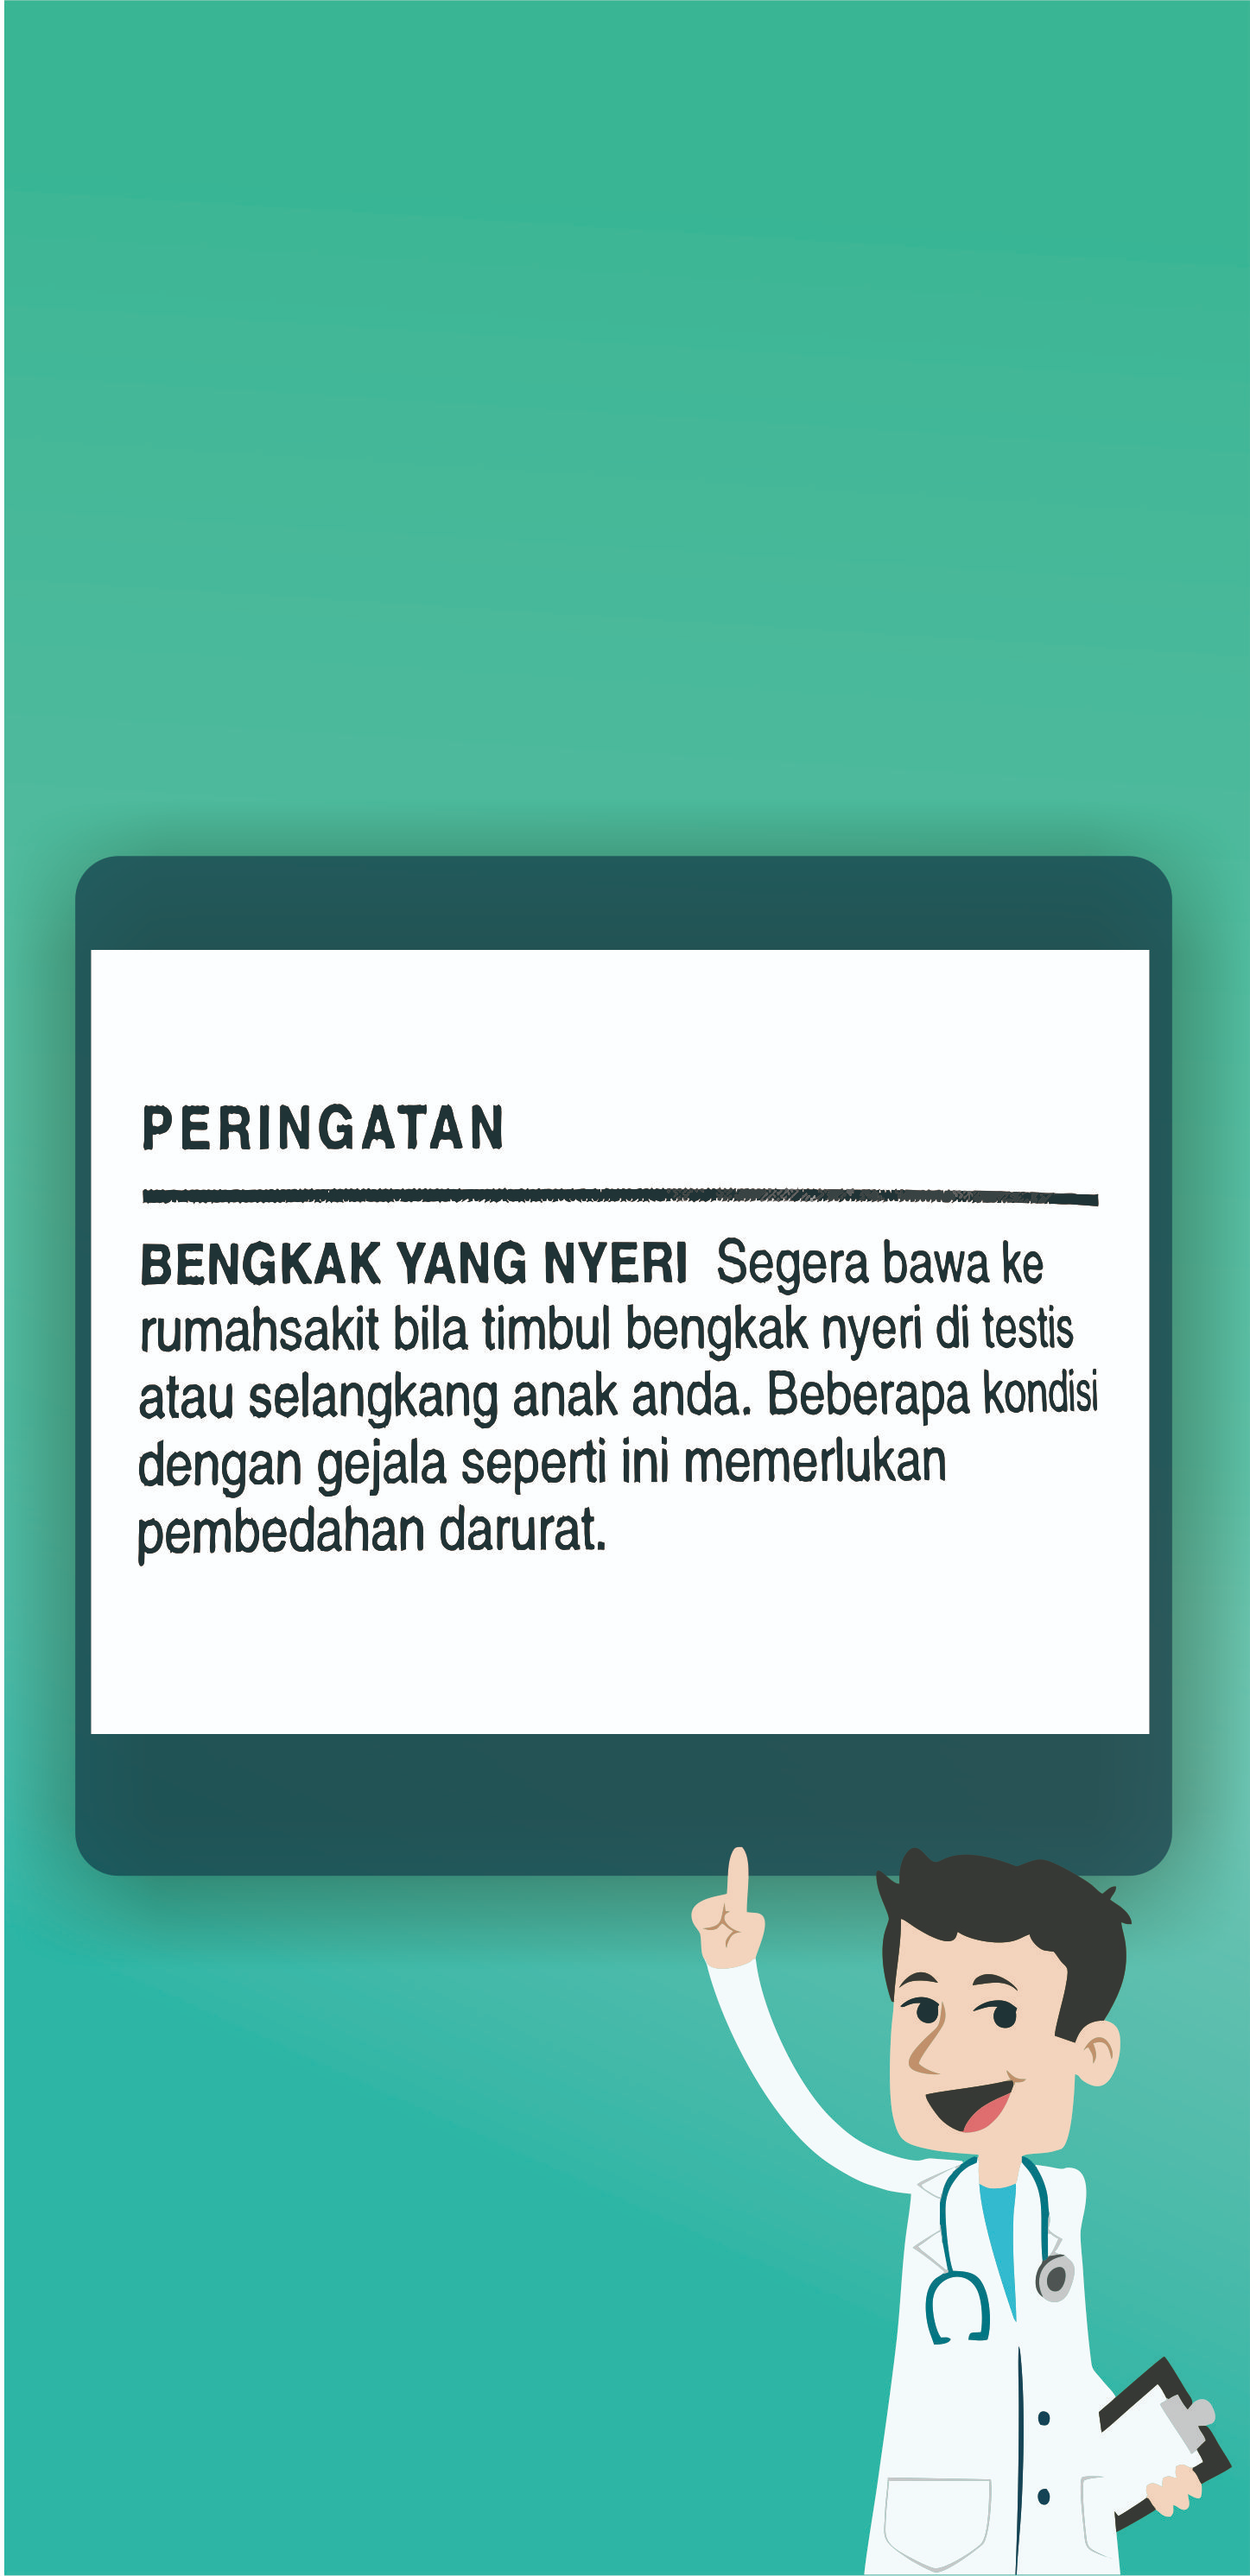 PERINGATAN
BENGKAK YANG NYERI Segera bawa ke
rumahsakit bila timbul bengkak nyeri di testis
atau selangkang anak anda. Beberapa kondisi
dengan gejala seperti ini memerlukan
pembedahan darurat.